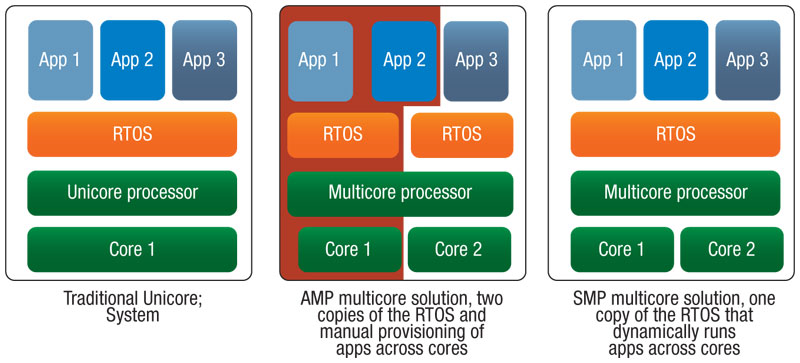 App 1
App 2
App 3
RTOS
Unicore processor
Core 1
Traditional Unicore;
System
App 1
App 2
App 3
RTOS
RTOS
Multicore processor
Core 1
Core 2
AMP multicore solution, two
copies of the RTOS and
manual provisioning of
apps across cores
App 1
App 2
App 3
RTOS
Multicore processor
Core 1
Core 2
SMP multicore solution, one
copy of the RTOS that
dynamically runs
apps across cores